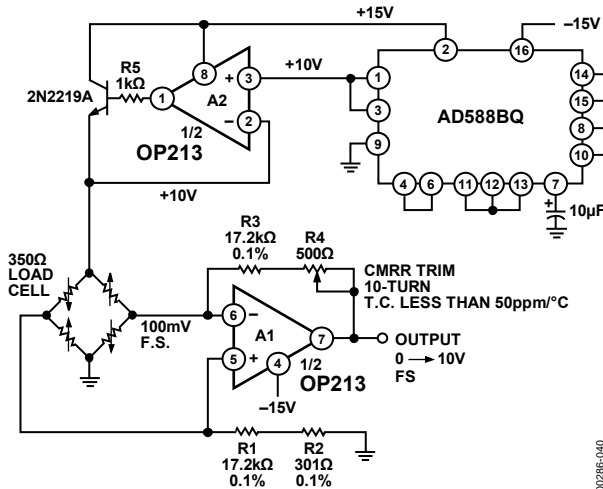 +15V
–15V
R5
1kΩ
2N2219A
8
+ 3
1 A2
– 2
1/2
OP213
+10V
+10V
2 16
1
3
9
14
15
8
10
AD588BQ
4 6 11 12 13 7
+
10µF
350Ω
LOAD
CELL
100mV
F.S.
R3
17.2kΩ
0.1%
R4
500Ω
CMRR TRIM
10-TURN
T.C. LESS THAN 50ppm/°C
6 –
A1
5 +
7
4 1/2
OP213
–15V
OUTPUT
0 → 10V
FS
R1
17.2kΩ
0.1%
R2
301Ω
0.1%
00286-040